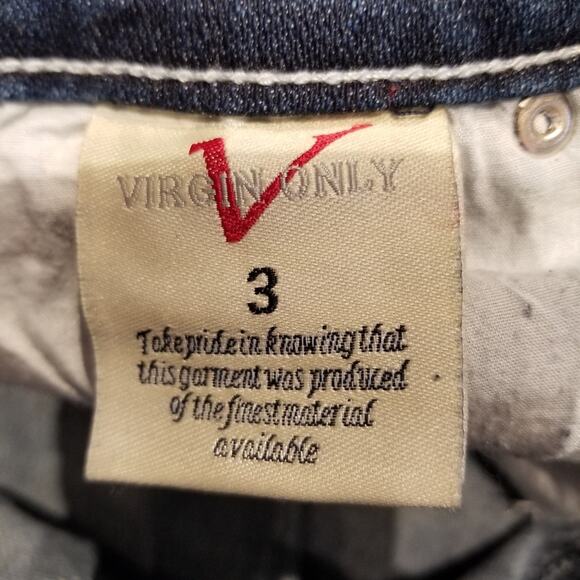 V
VIRGIN ONLY
3
Take pride in knowing that
this garment was produced
of the finest material
available